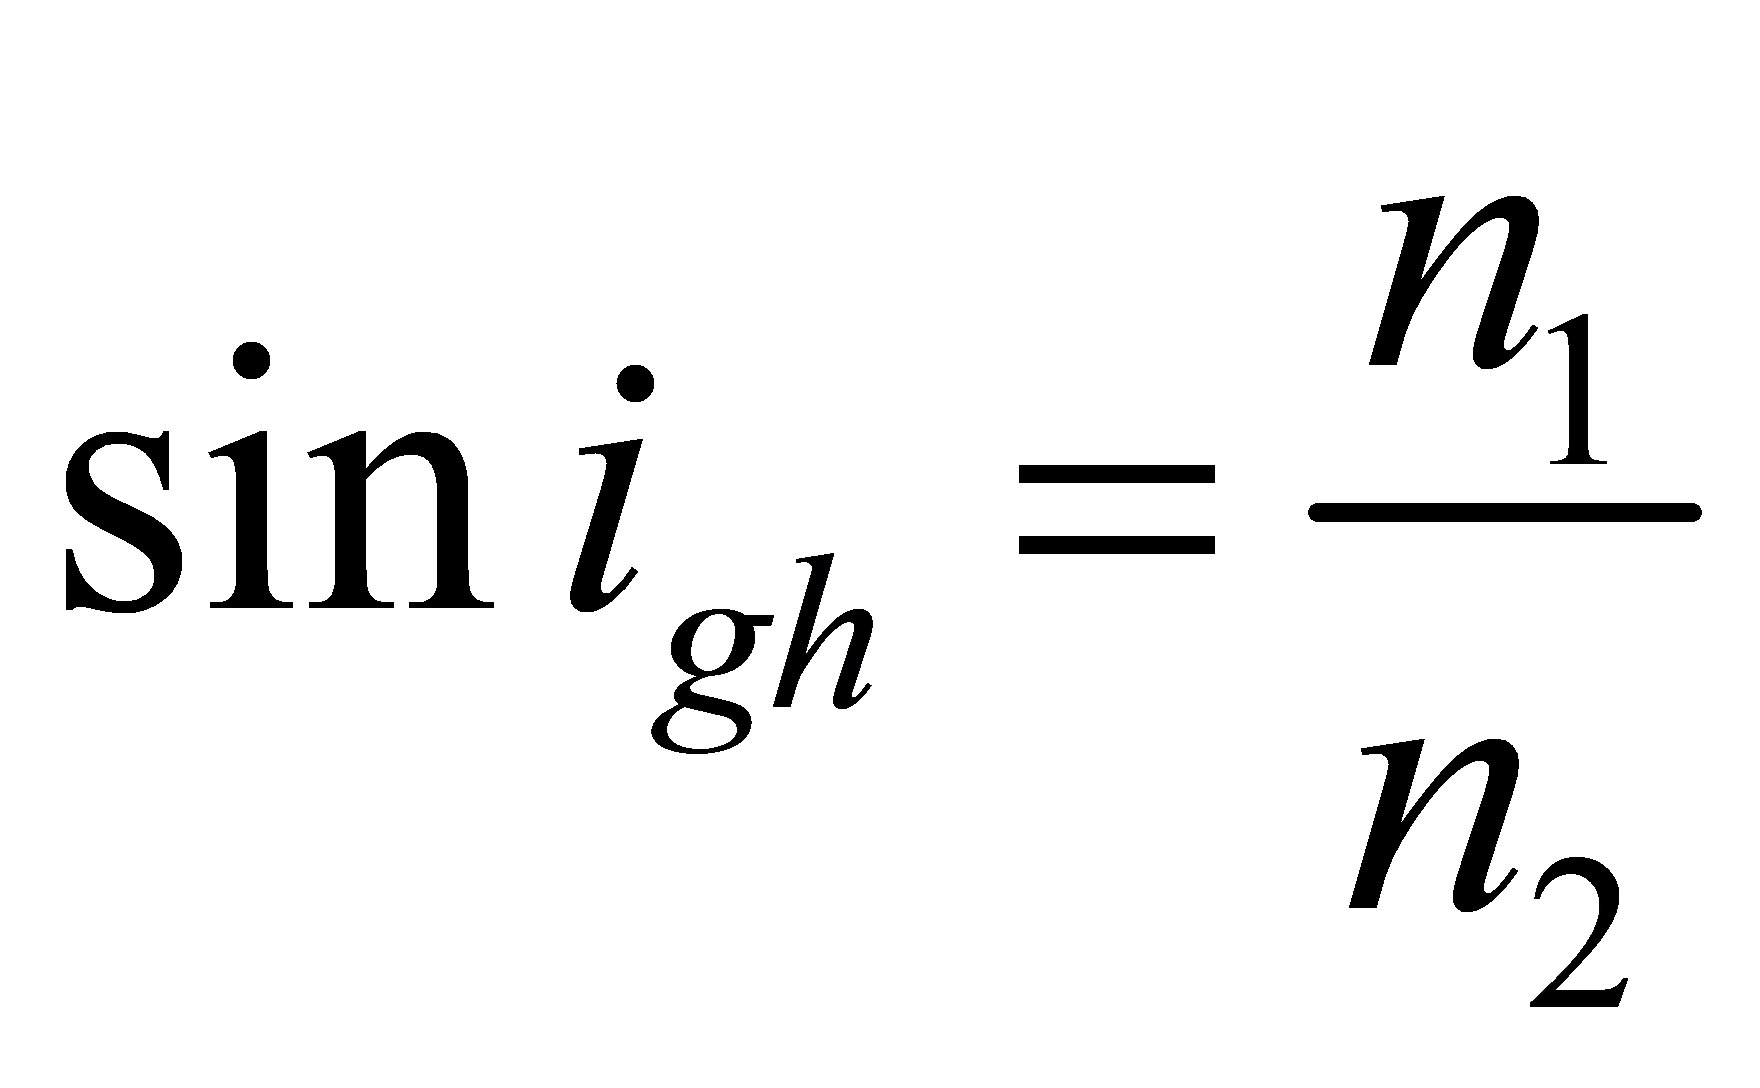 sin i_gh = n_1 / n_2